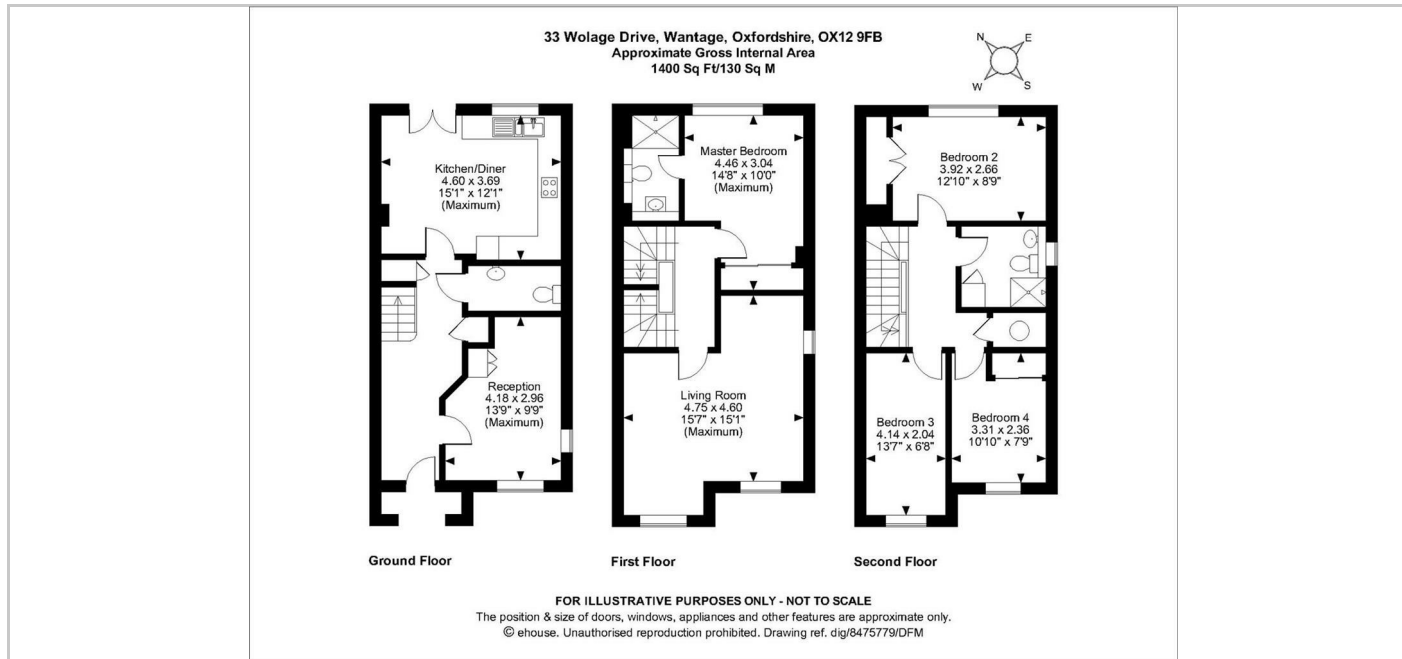 33 Wolage Drive, Wantage, Oxfordshire, OX12 9FB
Approximate Gross Internal Area
1400 Sq Ft/130 Sq M
N
E
W
S
Kitchen/Diner
4.60 x 3.69
15'1" x 12'1"
(Maximum)
Reception
4.18 x 2.96
13'9" x 9'9"
(Maximum)
Ground Floor
Master Bedroom
4.46 x 3.04
14'8" x 10'0"
(Maximum)
Living Room
4.75 x 4.60
15'7" x 15'1"
(Maximum)
First Floor
Bedroom 2
3.92 x 2.66
12'10" x 8'9"
Bedroom 3
4.14 x 2.04
13'7" x 6'8"
Bedroom 4
3.31 x 2.36
10'10" x 7'9"
Second Floor
FOR ILLUSTRATIVE PURPOSES ONLY - NOT TO SCALE
The position & size of doors, windows, appliances and other features are approximate only.
© ehouse. Unauthorised reproduction prohibited. Drawing ref. dig/8475779/DFM